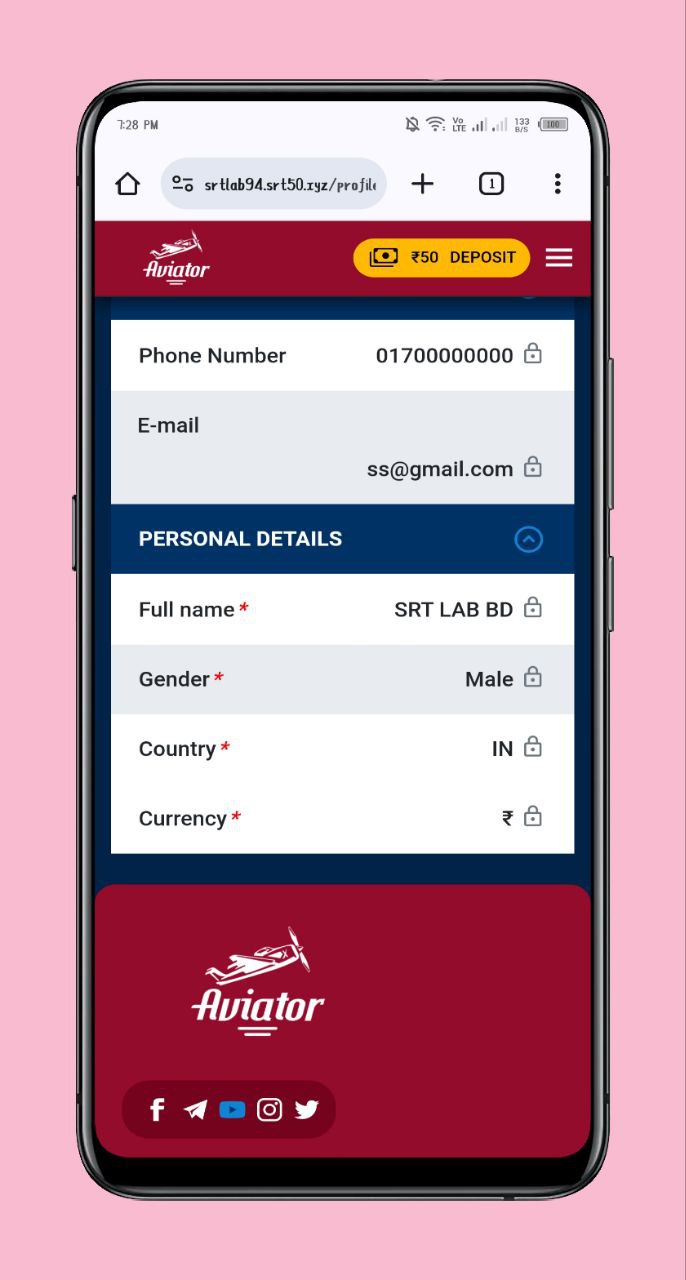 7:28 PM
Vo LTE 133 B/S 100
srtlab94.srt50.xyz/profile
1
Aviator
₹50 DEPOSIT
Phone Number 01700000000
E-mail
ss@gmail.com
PERSONAL DETAILS
Full name* SRT LAB BD
Gender* Male
Country* IN
Currency* ₹
Aviator